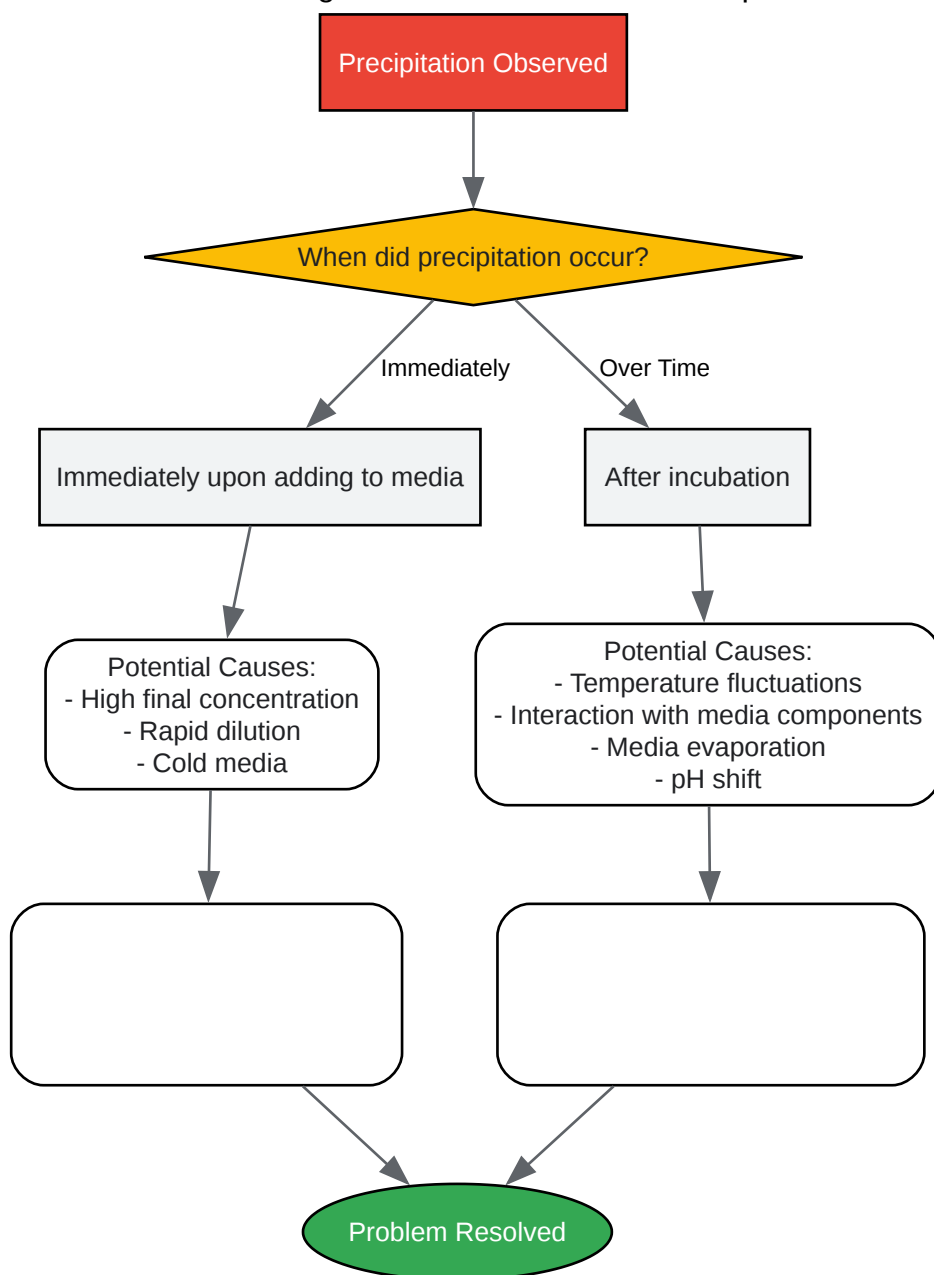 Precipitation Observed
When did precipitation occur?
Immediately
Over Time
Immediately upon adding to media
After incubation
Potential Causes:
- High final concentration
- Rapid dilution
- Cold media
Potential Causes:
- Temperature fluctuations
- Interaction with media components
- Media evaporation
- pH shift
Problem Resolved